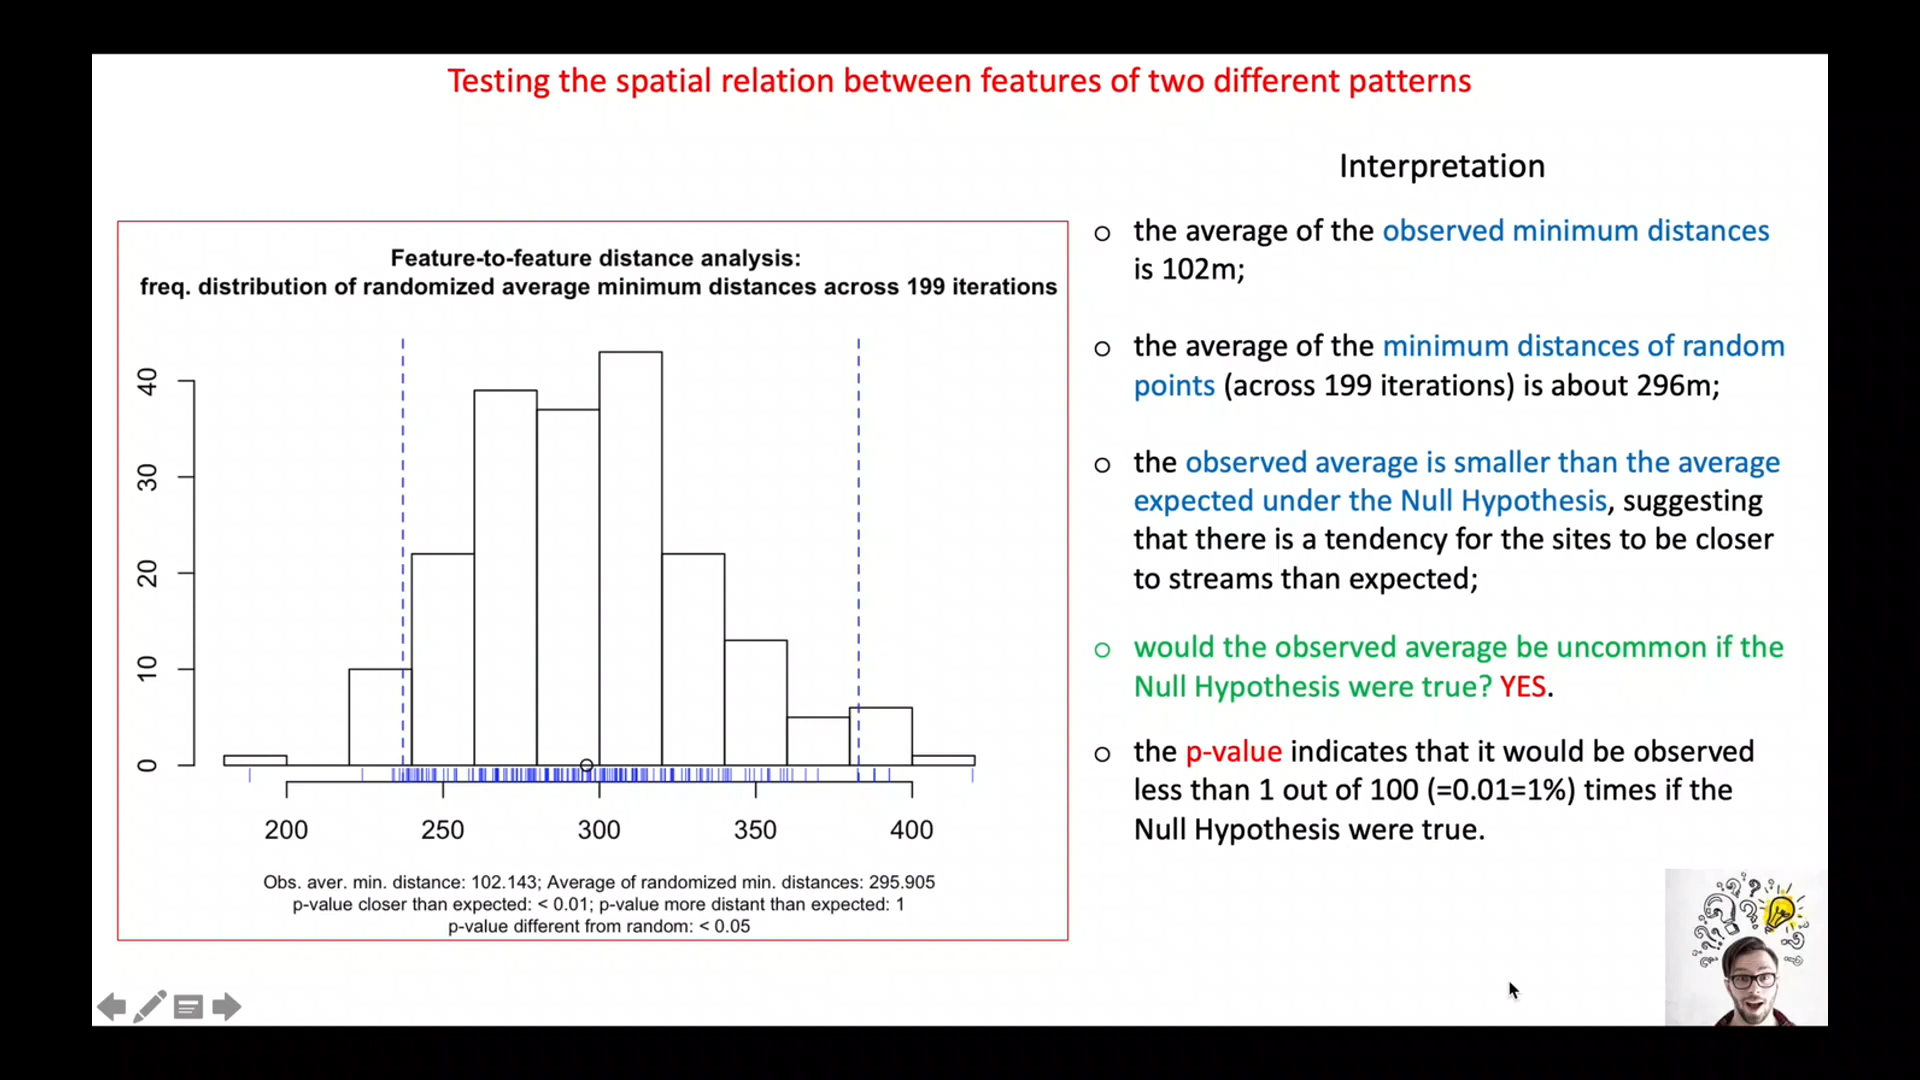 Testing the spatial relation between features of two different patterns
Feature-to-feature distance analysis:
freq. distribution of randomized average minimum distances across 199 iterations
40
30
20
10
0
200 250 300 350 400
Obs. aver. min. distance: 102.143; Average of randomized min. distances: 295.905
p-value closer than expected: < 0.01; p-value more distant than expected: 1
p-value different from random: < 0.05
Interpretation
o the average of the observed minimum distances
is 102m;
o the average of the minimum distances of random
points (across 199 iterations) is about 296m;
o the observed average is smaller than the average
expected under the Null Hypothesis, suggesting
that there is a tendency for the sites to be closer
to streams than expected;
o would the observed average be uncommon if the
Null Hypothesis were true? YES.
o the p-value indicates that it would be observed
less than 1 out of 100 (=0.01=1%) times if the
Null Hypothesis were true.